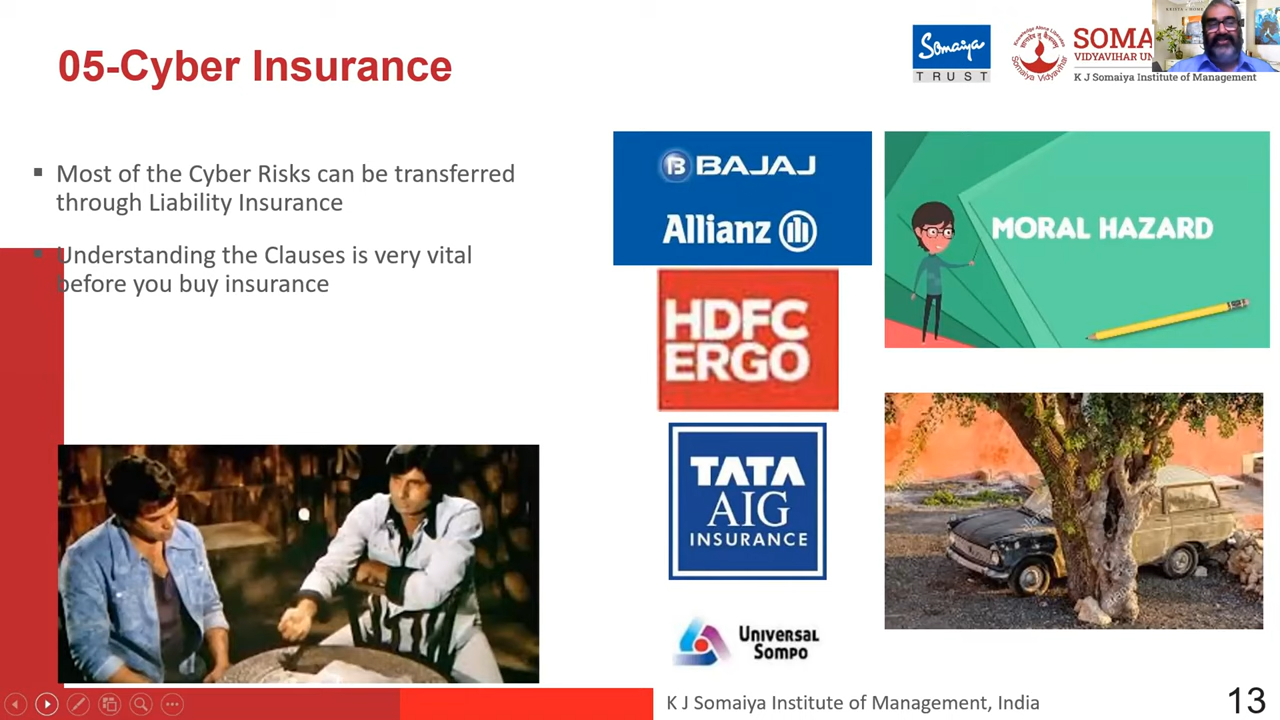 05-Cyber Insurance
Somaiya
TRUST
SOMA
VIDYAVIHAR UN
K J Somaiya Institute of Management
▪ Most of the Cyber Risks can be transferred
through Liability Insurance
▪ Understanding the Clauses is very vital
before you buy insurance
B BAJAJ
Allianz
HDFC
ERGO
TATA
AIG
INSURANCE
UNIVERSAL
SOMPO
MORAL HAZARD
K J Somaiya Institute of Management, India
13